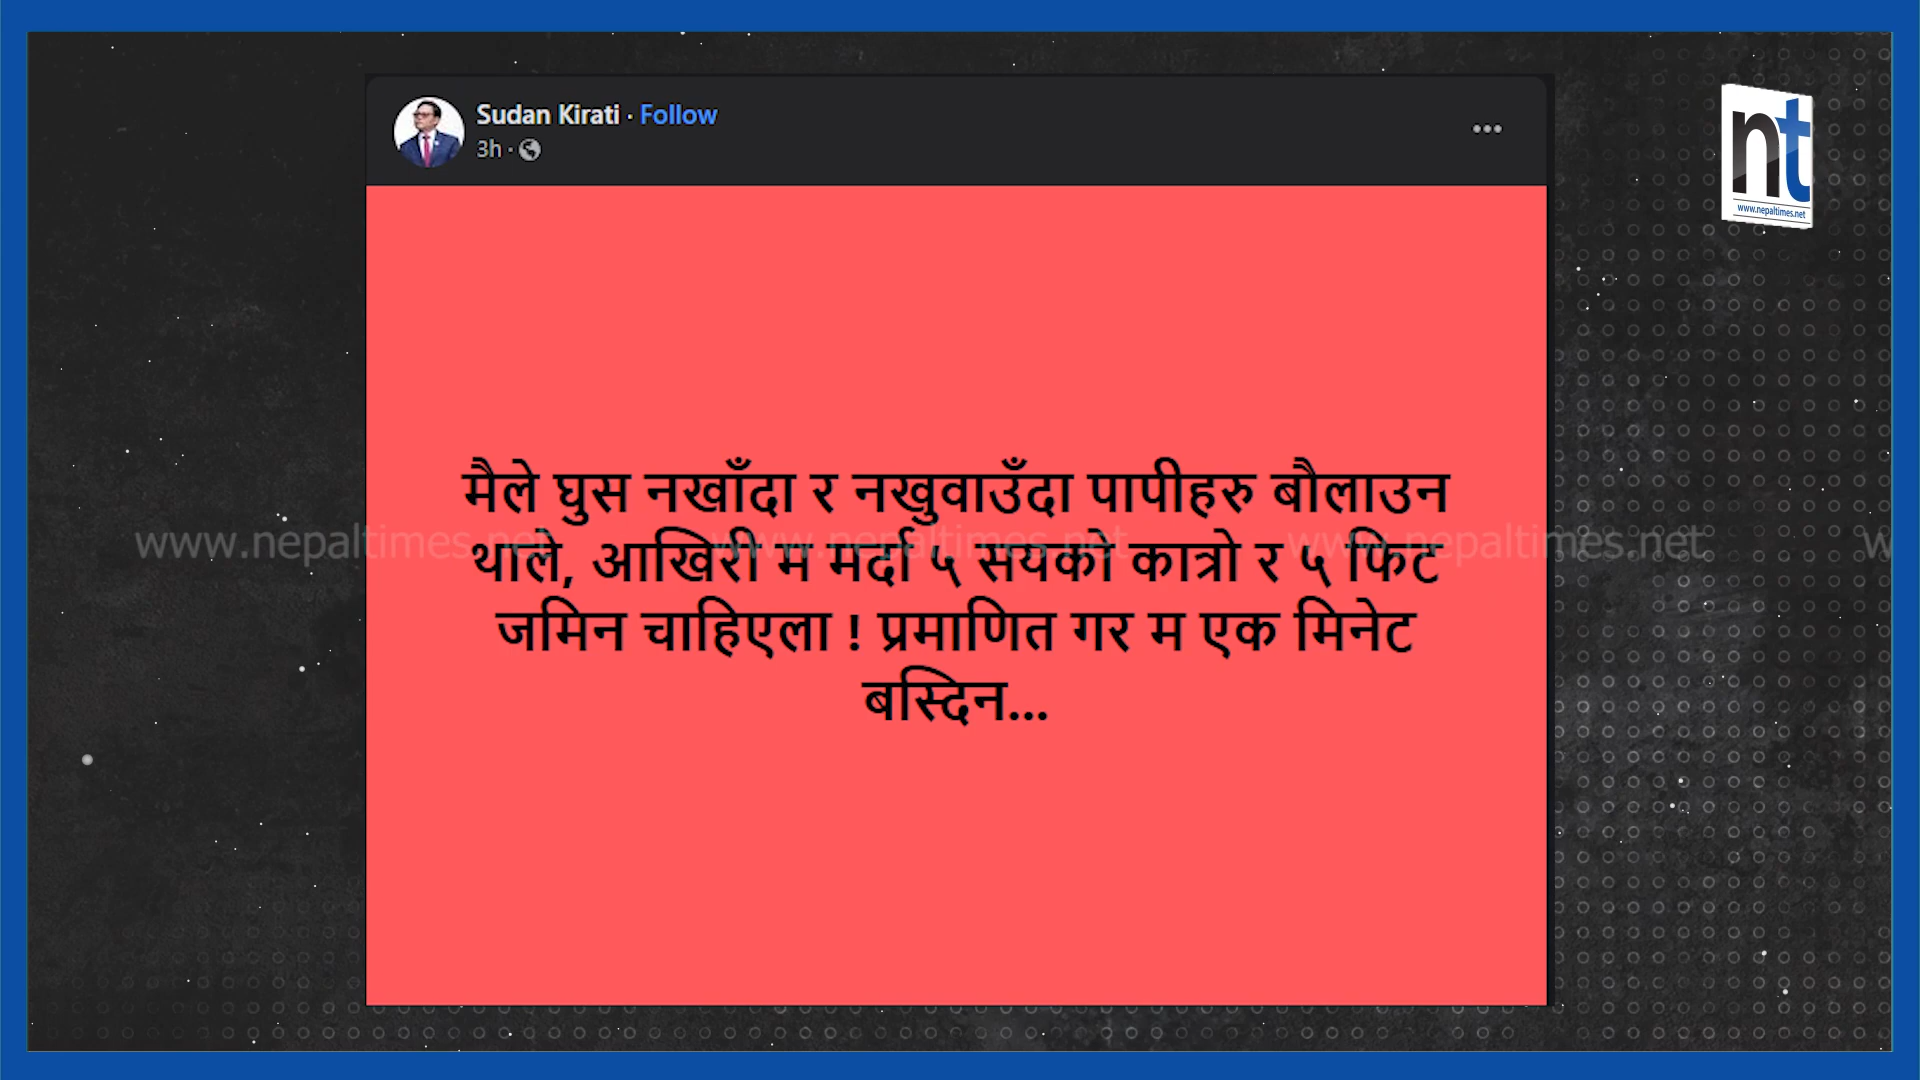 Sudan Kirati · Follow
3h ·
nt
www.nepaltimes.net
मैले घुस नखाँदा र नखुवाउँदा पापीहरु बौलाउन
थाले, आखिरी म मर्दा ५ सयको कात्रो र ५ फिट
जमिन चाहिएला ! प्रमाणित गर म एक मिनेट
बस्दिन...
www.nepaltimes.net www.nepaltimes.net www.nepaltimes.net w